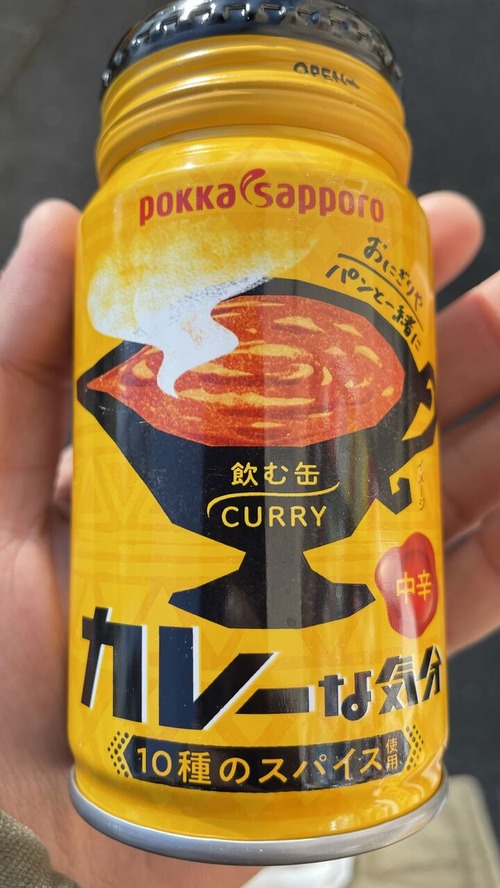 OPEN
pokka sapporo
おにぎりや
パンと一緒に
飲む缶
CURRY
イメージ
中辛
カレーな気分
10種のスパイス使用